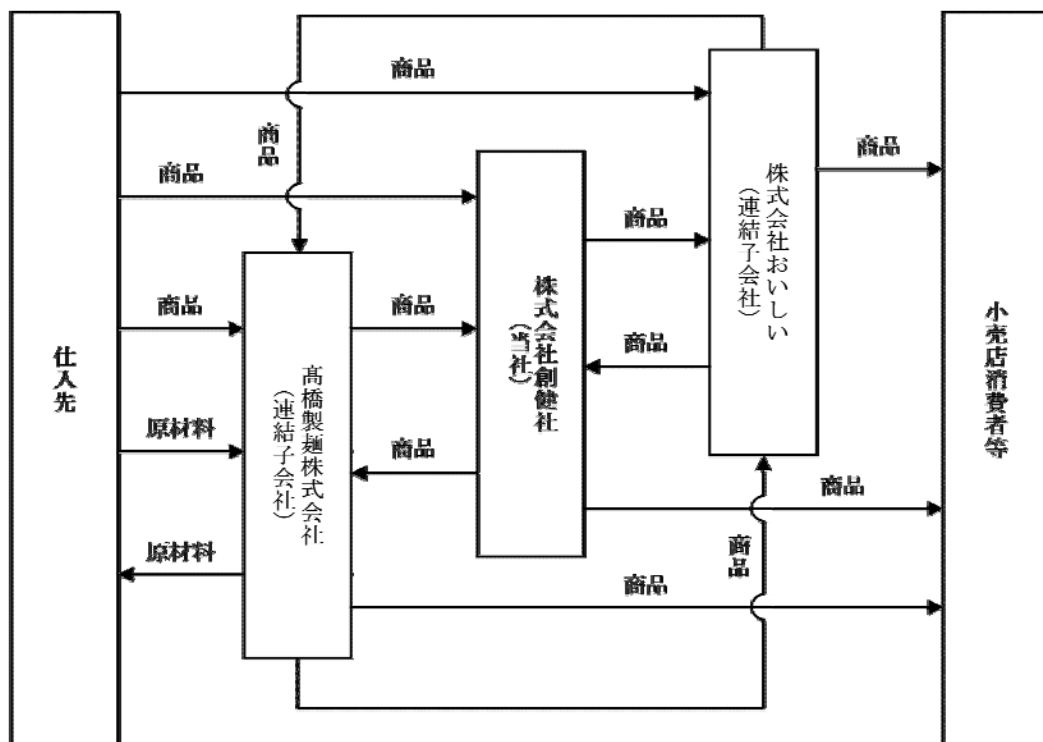 商品
商品
商品
商品
株式会社おいしい
（連結子会社）
商品
株式会社創健社
（当社）
商品
商品
商品
仕入先
小売店消費者等
髙橋製麺株式会社
（連結子会社）
原材料
商品
商品
商品
原材料
商品